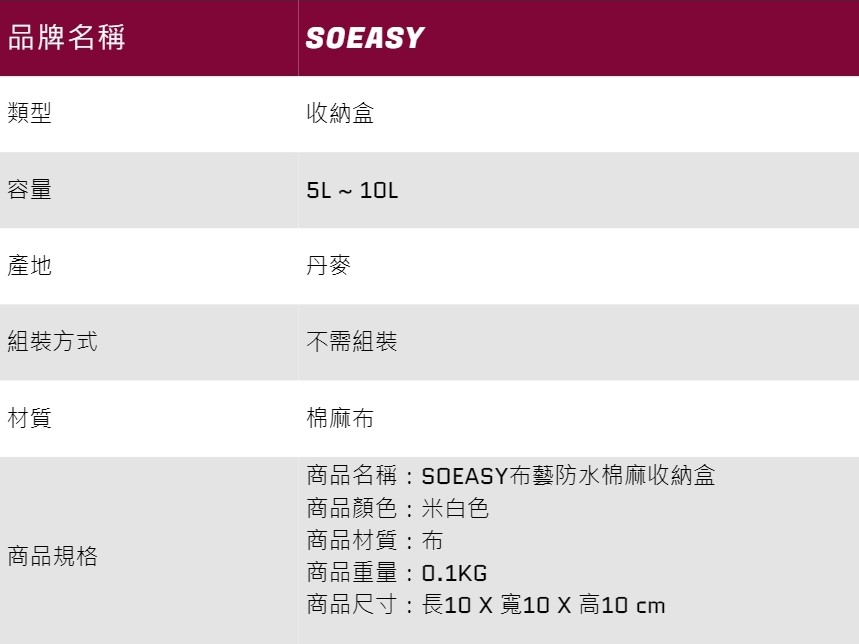 品牌名稱 SOEASY
類型 收納盒
容量 5L ~ 10L
產地 丹麥
組裝方式 不需組裝
材質 棉麻布
商品規格
商品名稱：SOEASY布藝防水棉麻收納盒
商品顏色：米白色
商品材質：布
商品重量：0.1KG
商品尺寸：長10 X 寬10 X 高10 cm